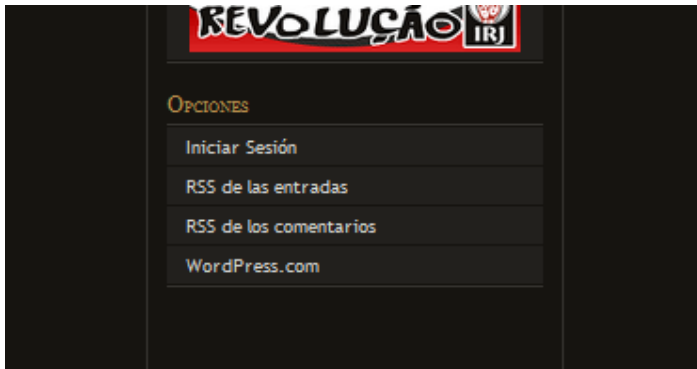 REVOLUÇÃO IRJ
Opciones
Iniciar Sesión
RSS de las entradas
RSS de los comentarios
WordPress.com